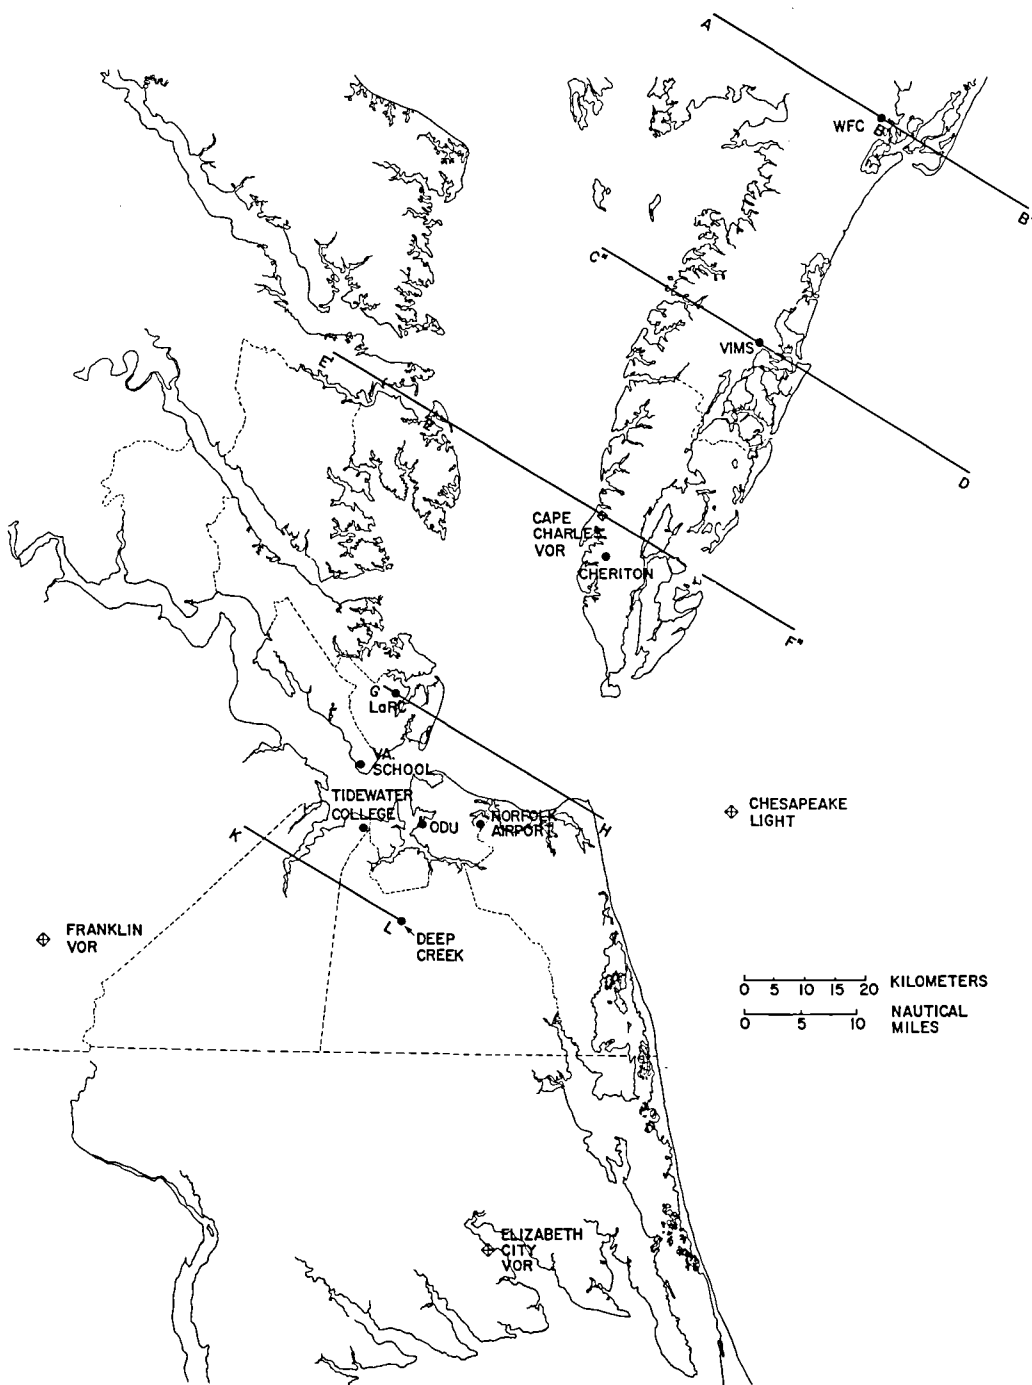 A
WFC
B'
B"
C"
VIMS
D
E'
CAPE
CHARLES
VOR
CHERITON
F"
G
LaRC
VA.
SCHOOL
TIDEWATER
COLLEGE
ODU
NORFOLK
AIRPORT
H
CHESAPEAKE
LIGHT
K
L
DEEP
CREEK
FRANKLIN
VOR
0 5 10 15 20 KILOMETERS
0 5 10 NAUTICAL
MILES
ELIZABETH
CITY
VOR